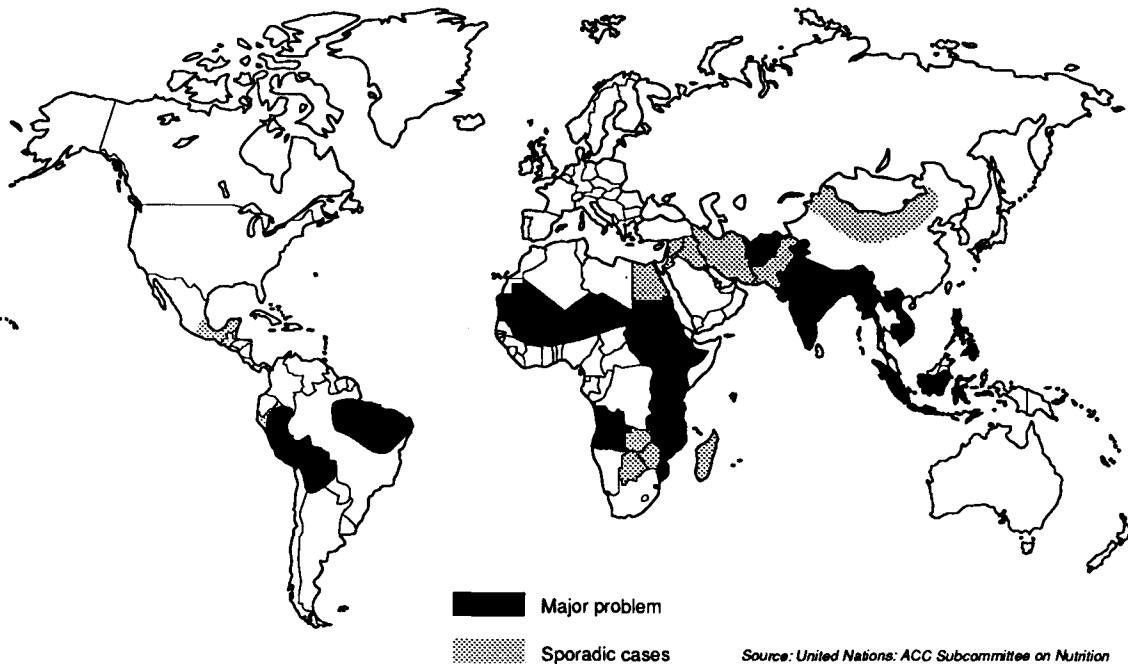 Major problem
Sporadic cases
Source: United Nations: ACC Subcommittee on Nutrition